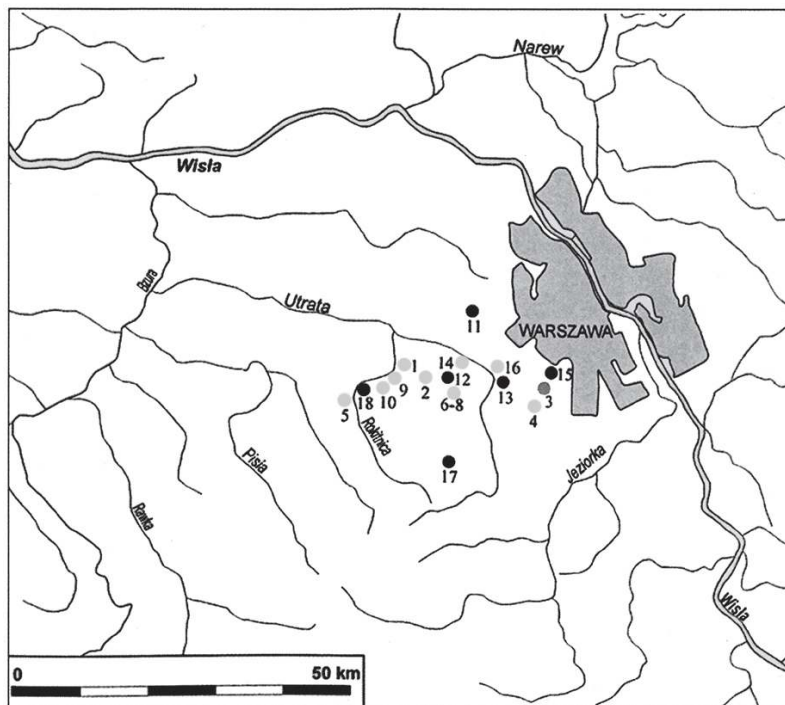 Narew
Wisła
Bzura
Utrata
WARSZAWA
11
1
14
16
9
2
12
15
10
18
13
3
5
6-8
4
Rokitnica
17
Jeziorka
Pisia
Rawka
Wisła
0 50 km